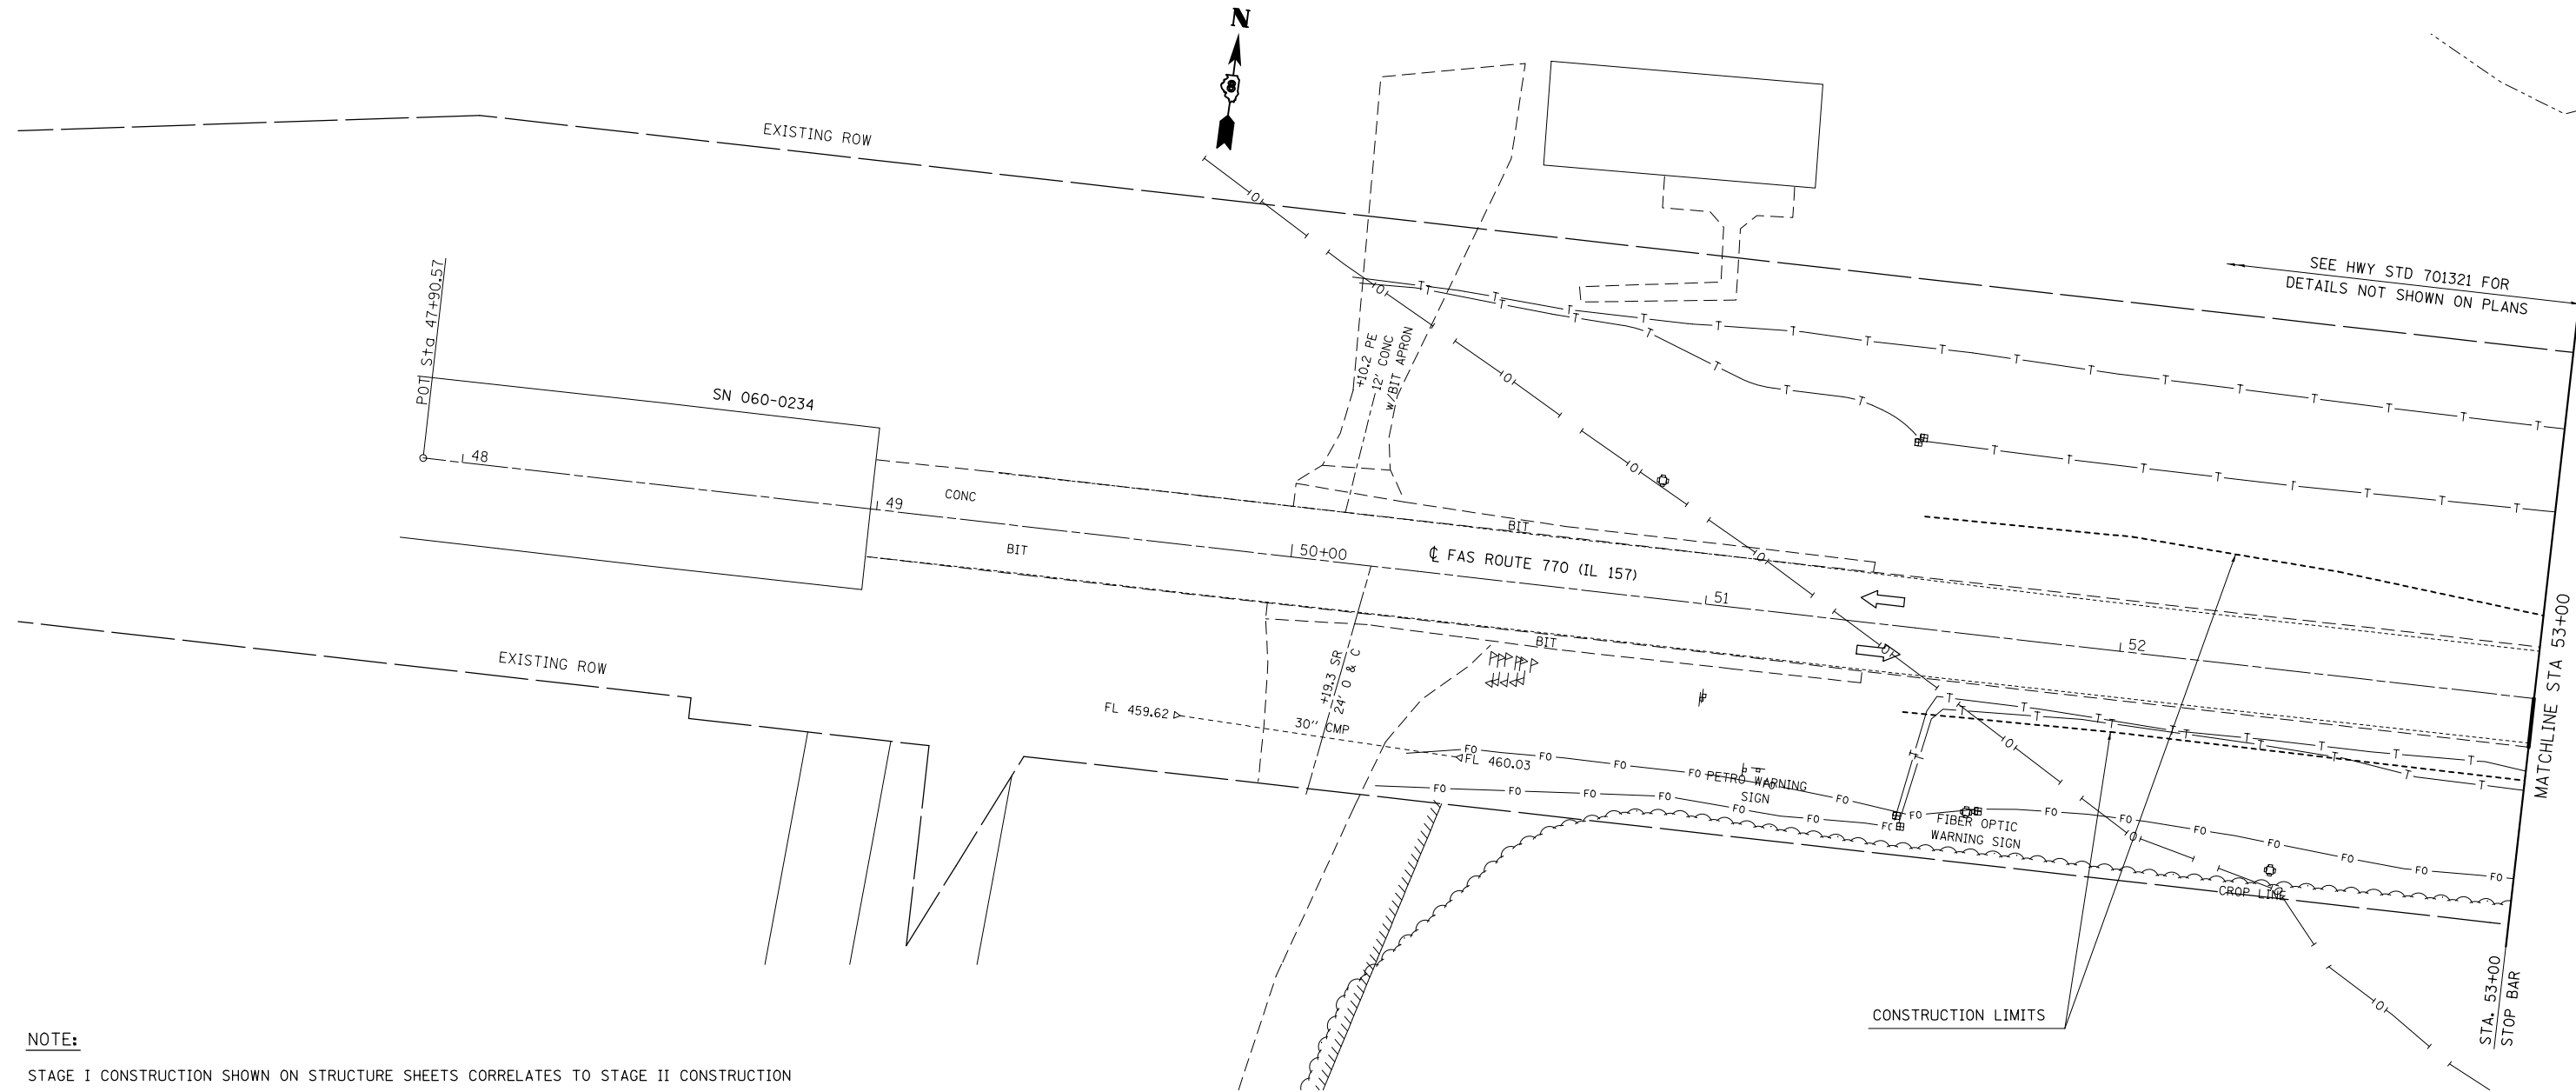 N
8
EXISTING ROW
SEE HWY STD 701321 FOR
DETAILS NOT SHOWN ON PLANS
POT Sta 47+90.57
SN 060-0234
+10.2 PE
12' CONC
w/BIT APRON
48
49
CONC
BIT
50+00
℄ FAS ROUTE 770 (IL 157)
BIT
51
52
BIT
EXISTING ROW
+19.3 SR
24' O & C
FL 459.62
30" CMP
FL 460.03
PETRO WARNING
SIGN
FIBER OPTIC
WARNING SIGN
CROP LINE
MATCHLINE STA 53+00
STA. 53+00
STOP BAR
CONSTRUCTION LIMITS
NOTE:
STAGE I CONSTRUCTION SHOWN ON STRUCTURE SHEETS CORRELATES TO STAGE II CONSTRUCTION